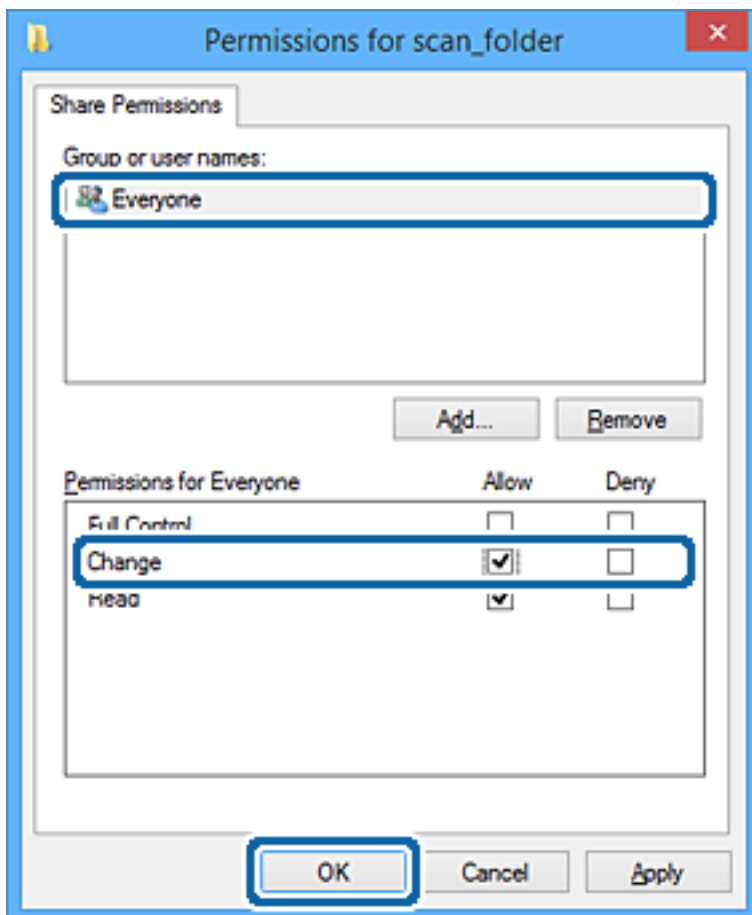 Permissions for scan_folder
Share Permissions
Group or user names:
Everyone
Add... Remove
Permissions for Everyone Allow Deny
Full Control
Change
Read
OK Cancel Apply